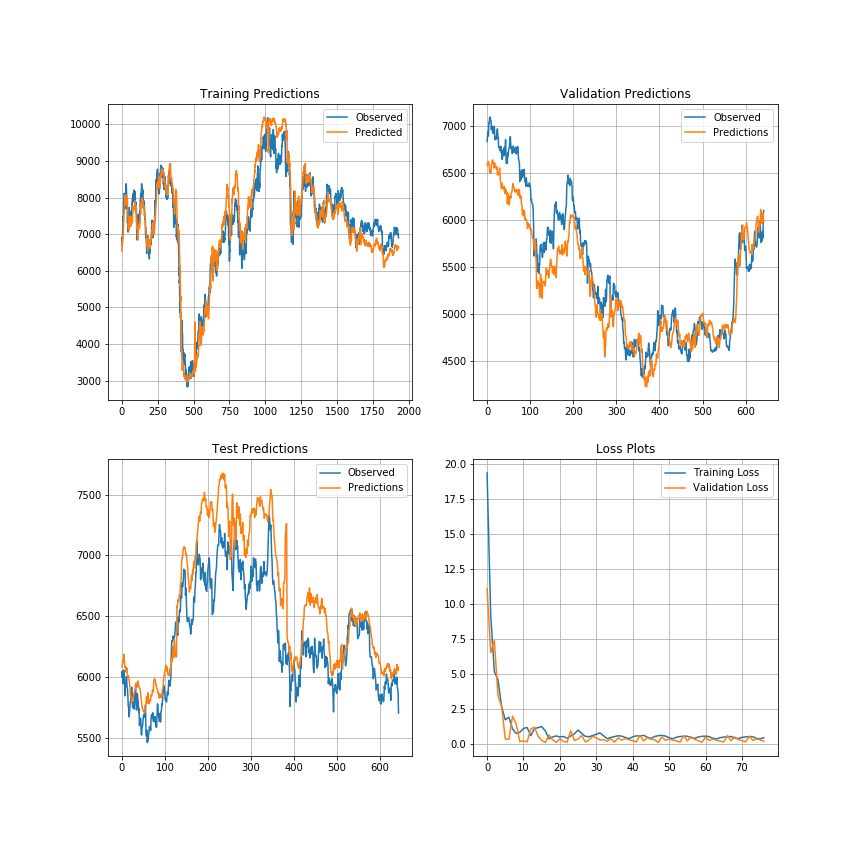 Training Predictions
Observed
Predicted
10000
9000
8000
7000
6000
5000
4000
3000
0 250 500 750 1000 1250 1500 1750 2000
Validation Predictions
Observed
Predictions
7000
6500
6000
5500
5000
4500
0 100 200 300 400 500 600
Test Predictions
Observed
Predictions
7500
7000
6500
6000
5500
0 100 200 300 400 500 600
Loss Plots
Training Loss
Validation Loss
20.0
17.5
15.0
12.5
10.0
7.5
5.0
2.5
0.0
0 10 20 30 40 50 60 70